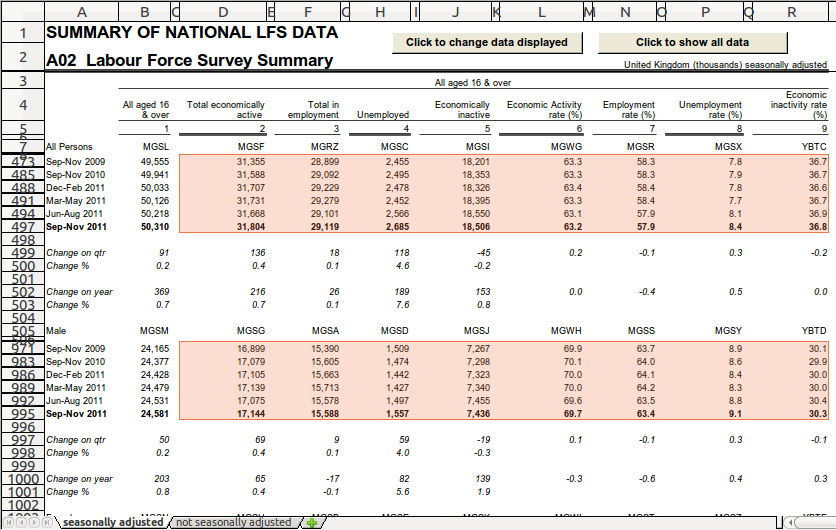 A B C D E F G H I J K L M N O P Q R
1 SUMMARY OF NATIONAL LFS DATA
Click to change data displayed Click to show all data
2 A02 Labour Force Survey Summary United Kingdom (thousands) seasonally adjusted
3 All aged 16 & over
4 All aged 16 & over Total economically active Total in employment Unemployed Economically inactive Economic Activity rate (%) Employment rate (%) Unemployment rate (%) Economic inactivity rate (%)
5 1 2 3 4 5 6 7 8 9
7 All Persons MGSL MGSF MGRZ MGSC MGSI MGWG MGSR MGSX YBTC
473 Sep-Nov 2009 49,555 31,355 28,899 2,455 18,201 63.3 58.3 7.8 36.7
485 Sep-Nov 2010 49,941 31,588 29,092 2,495 18,353 63.3 58.3 7.9 36.7
488 Dec-Feb 2011 50,033 31,707 29,229 2,478 18,326 63.4 58.4 7.8 36.6
491 Mar-May 2011 50,126 31,731 29,279 2,452 18,395 63.3 58.4 7.7 36.7
494 Jun-Aug 2011 50,218 31,668 29,101 2,566 18,550 63.1 57.9 8.1 36.9
497 Sep-Nov 2011 50,310 31,804 29,119 2,685 18,506 63.2 57.9 8.4 36.8
498
499 Change on qtr 91 136 18 118 -45 0.2 -0.1 0.3 -0.2
500 Change % 0.2 0.4 0.1 4.6 -0.2
501
502 Change on year 369 216 26 189 153 0.0 -0.4 0.5 0.0
503 Change % 0.7 0.7 0.1 7.6 0.8
504
505 Male MGSM MGSG MGSA MGSD MGSJ MGWH MGSS MGSY YBTD
971 Sep-Nov 2009 24,165 16,899 15,390 1,509 7,267 69.9 63.7 8.9 30.1
983 Sep-Nov 2010 24,377 17,079 15,605 1,474 7,298 70.1 64.0 8.6 29.9
986 Dec-Feb 2011 24,428 17,105 15,663 1,442 7,323 70.0 64.1 8.4 30.0
989 Mar-May 2011 24,479 17,139 15,713 1,427 7,340 70.0 64.2 8.3 30.0
992 Jun-Aug 2011 24,531 17,075 15,578 1,497 7,455 69.6 63.5 8.8 30.4
995 Sep-Nov 2011 24,581 17,144 15,588 1,557 7,436 69.7 63.4 9.1 30.3
996
997 Change on qtr 50 69 9 59 -19 0.1 -0.1 0.3 -0.1
998 Change % 0.2 0.4 0.1 4.0 -0.3
999
1000 Change on year 203 65 -17 82 139 -0.3 -0.6 0.4 0.3
1001 Change % 0.8 0.4 -0.1 5.6 1.9
1002
seasonally adjusted not seasonally adjusted